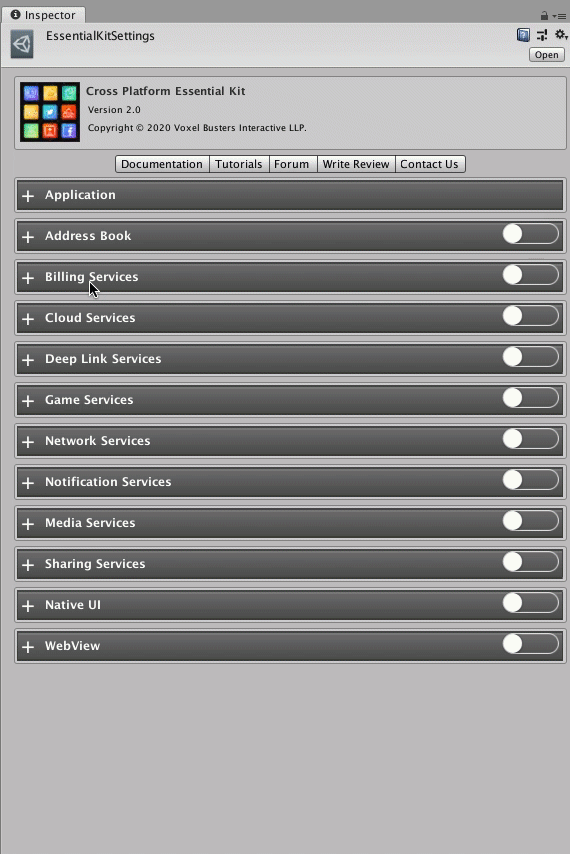 Inspector
EssentialKitSettings
Open
Cross Platform Essential Kit
Version 2.0
Copyright © 2020 Voxel Busters Interactive LLP.
Documentation Tutorials Forum Write Review Contact Us
Application
Address Book
Billing Services
Cloud Services
Deep Link Services
Game Services
Network Services
Notification Services
Media Services
Sharing Services
Native UI
WebView